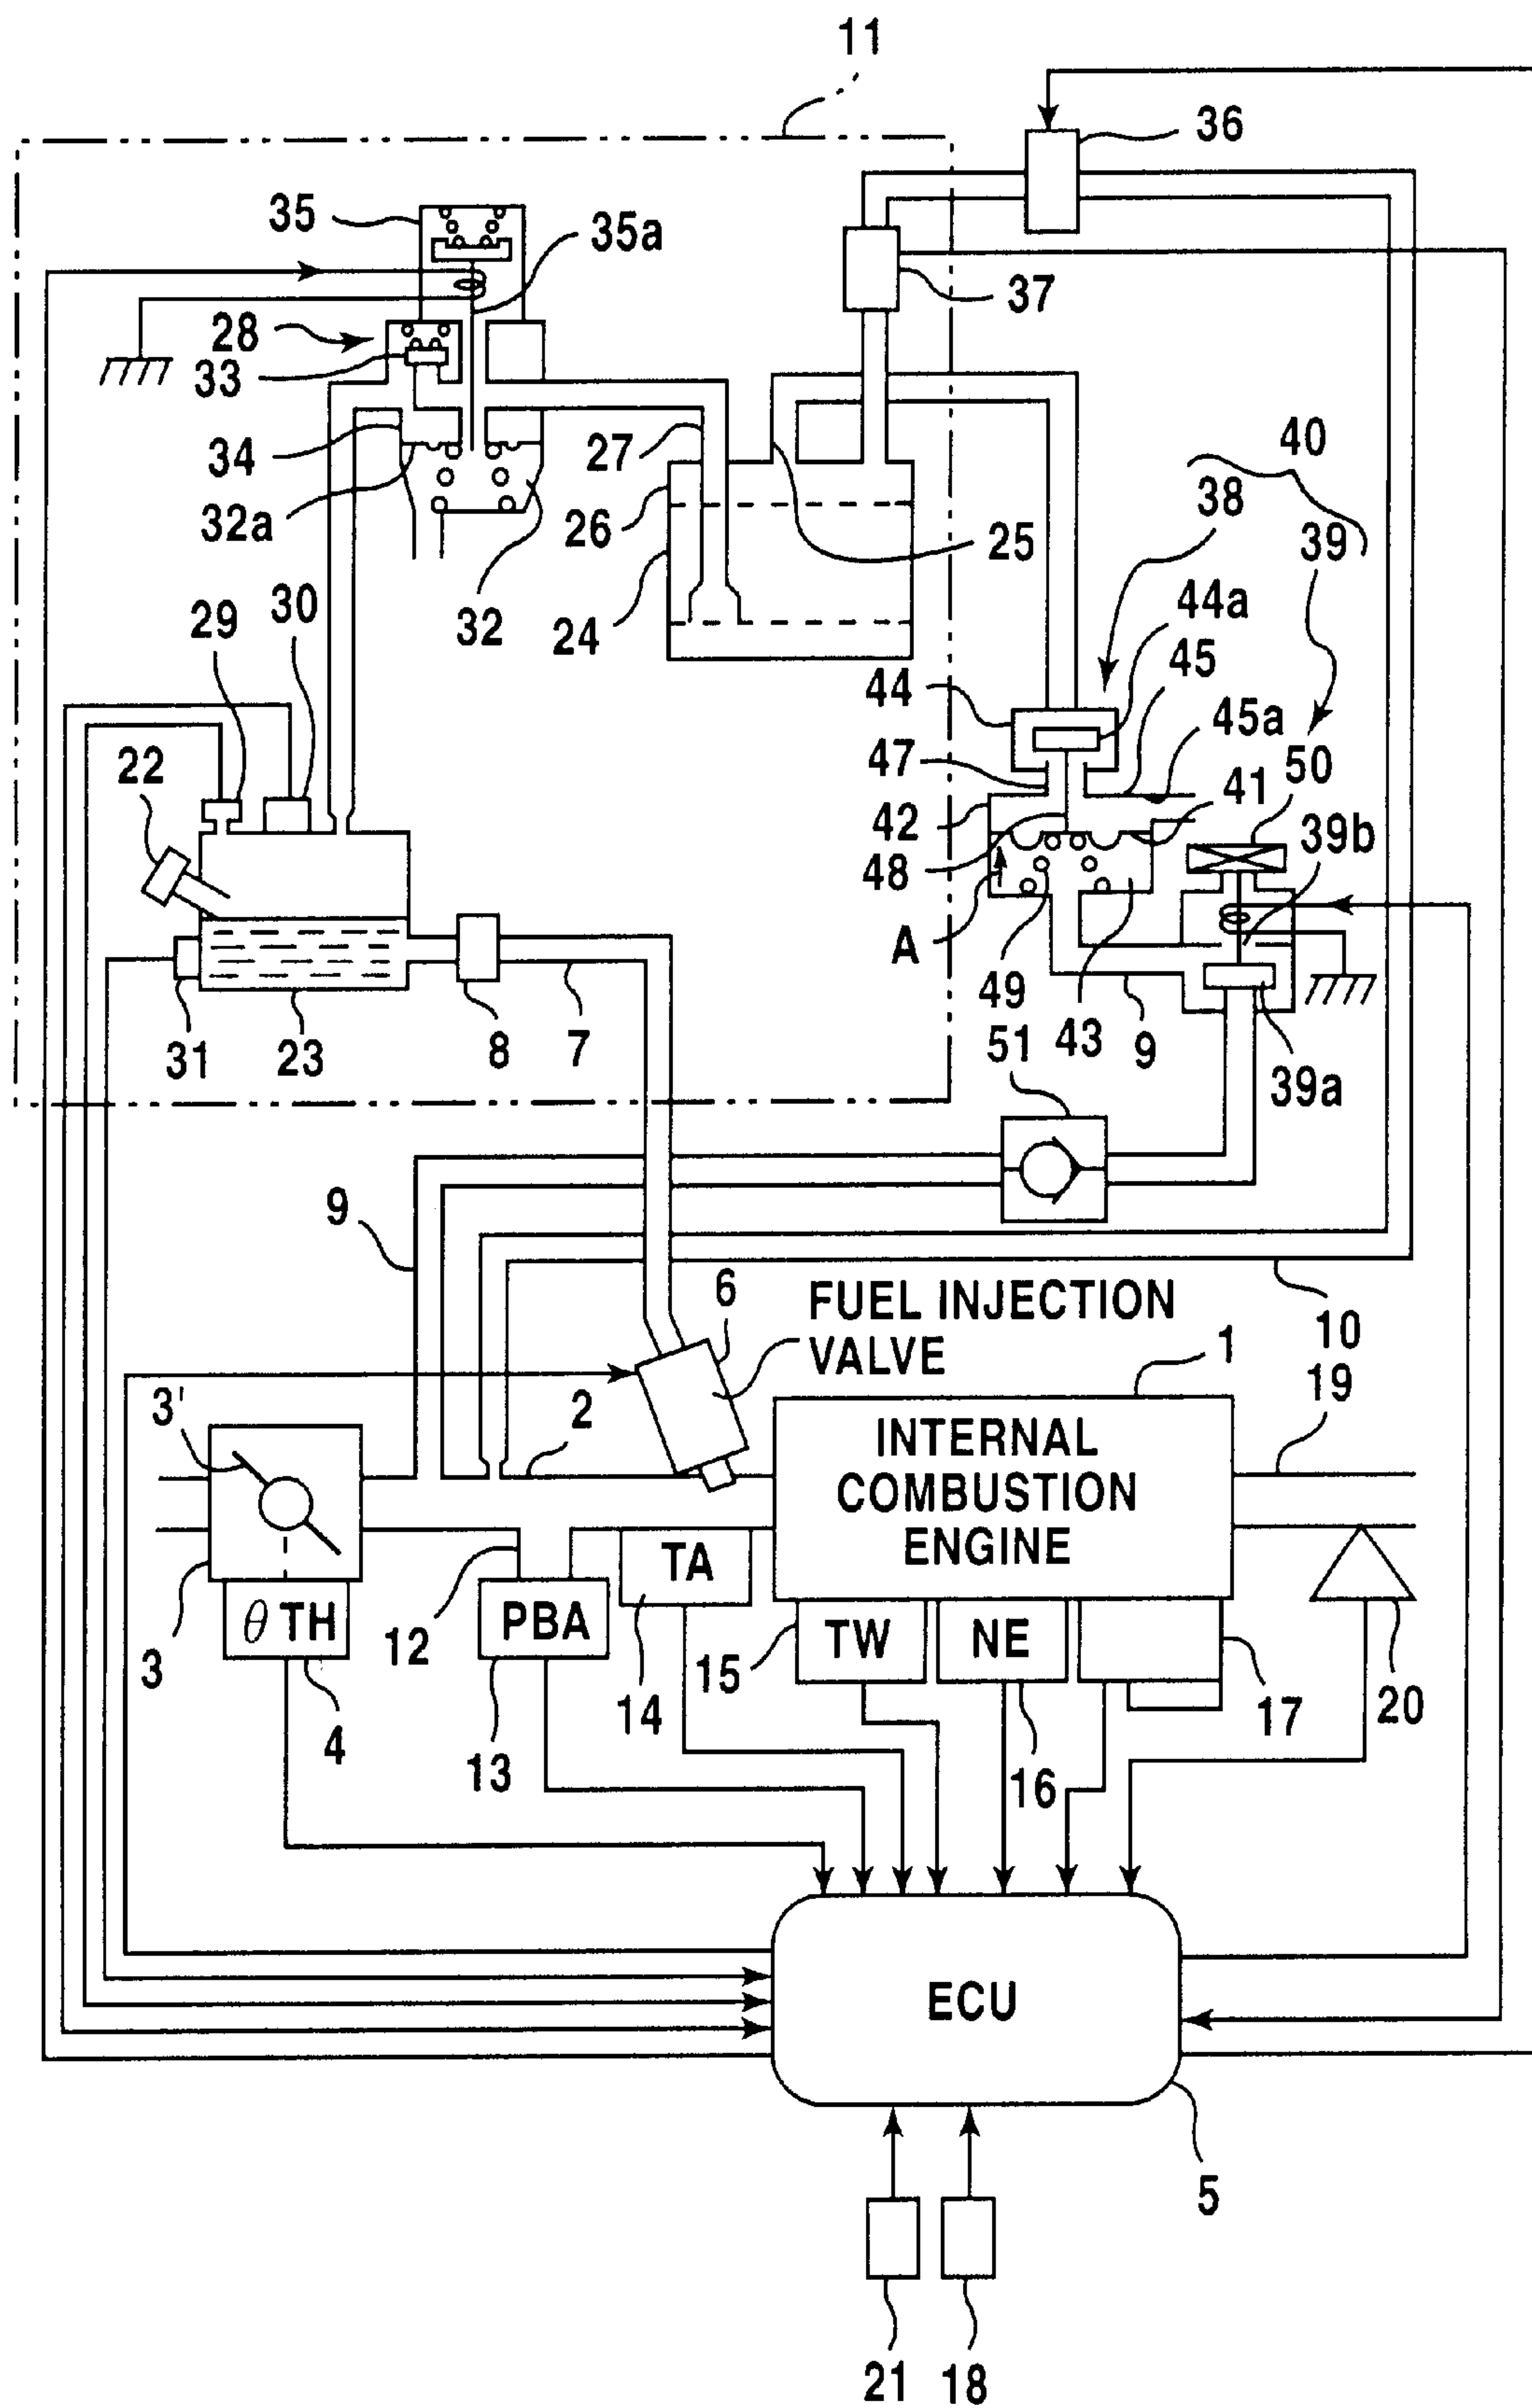 11
36
35
35a
37
28
33
40
34
27
38
32a
26
25
39
32
24
44a
29
30
45
44
45a
22
47
50
42
41
39b
48
A
49
43
9
31
23
8
7
51
39a
9
6
FUEL INJECTION
VALVE
10
1
19
3'
2
INTERNAL
COMBUSTION
ENGINE
TA
θ TH
12
PBA
15
TW
NE
3
4
14
17
20
13
16
ECU
5
21
18